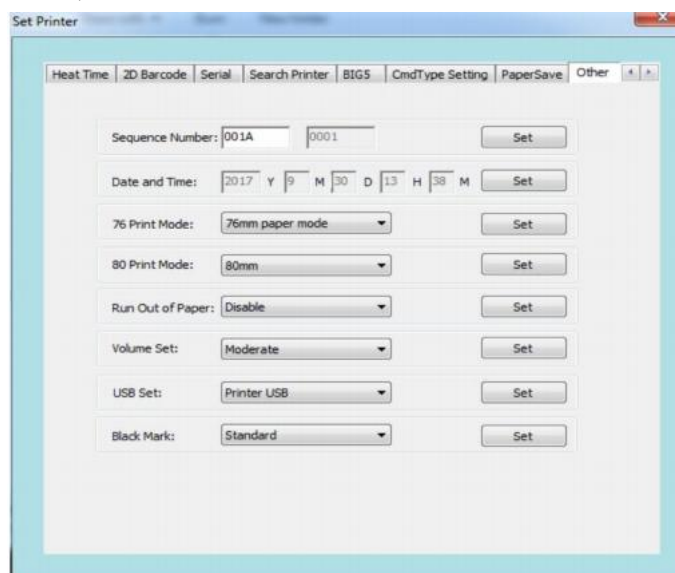 Set Printer
Heat Time 2D Barcode Serial Search Printer BIG5 CmdType Setting PaperSave Other
Sequence Number: 001A 0001 Set
Date and Time: 2017 Y 9 M 30 D 13 H 38 M Set
76 Print Mode: 76mm paper mode Set
80 Print Mode: 80mm Set
Run Out of Paper: Disable Set
Volume Set: Moderate Set
USB Set: Printer USB Set
Black Mark: Standard Set